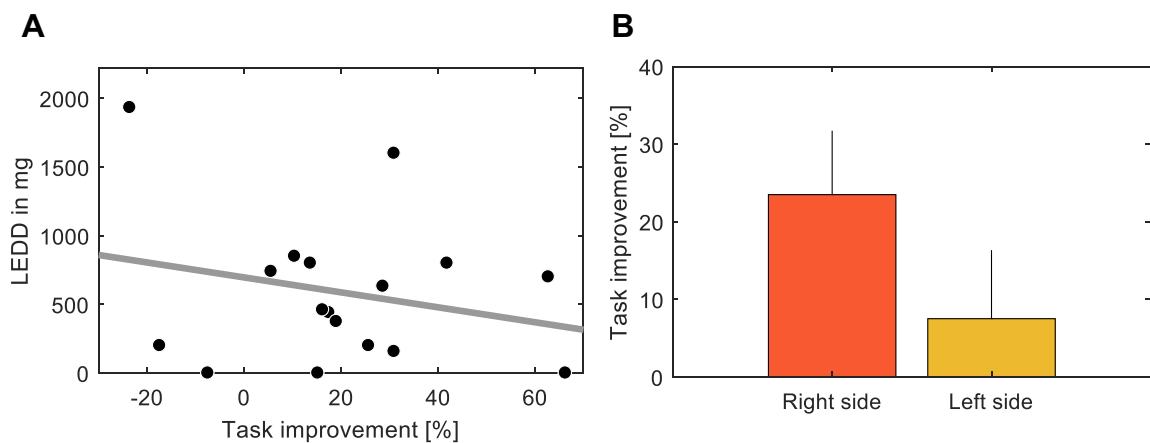 A
B
2000
1500
1000
500
0
LEDD in mg
-20
0
20
40
60
Task improvement [%]
40
30
20
10
0
Task improvement [%]
Right side
Left side